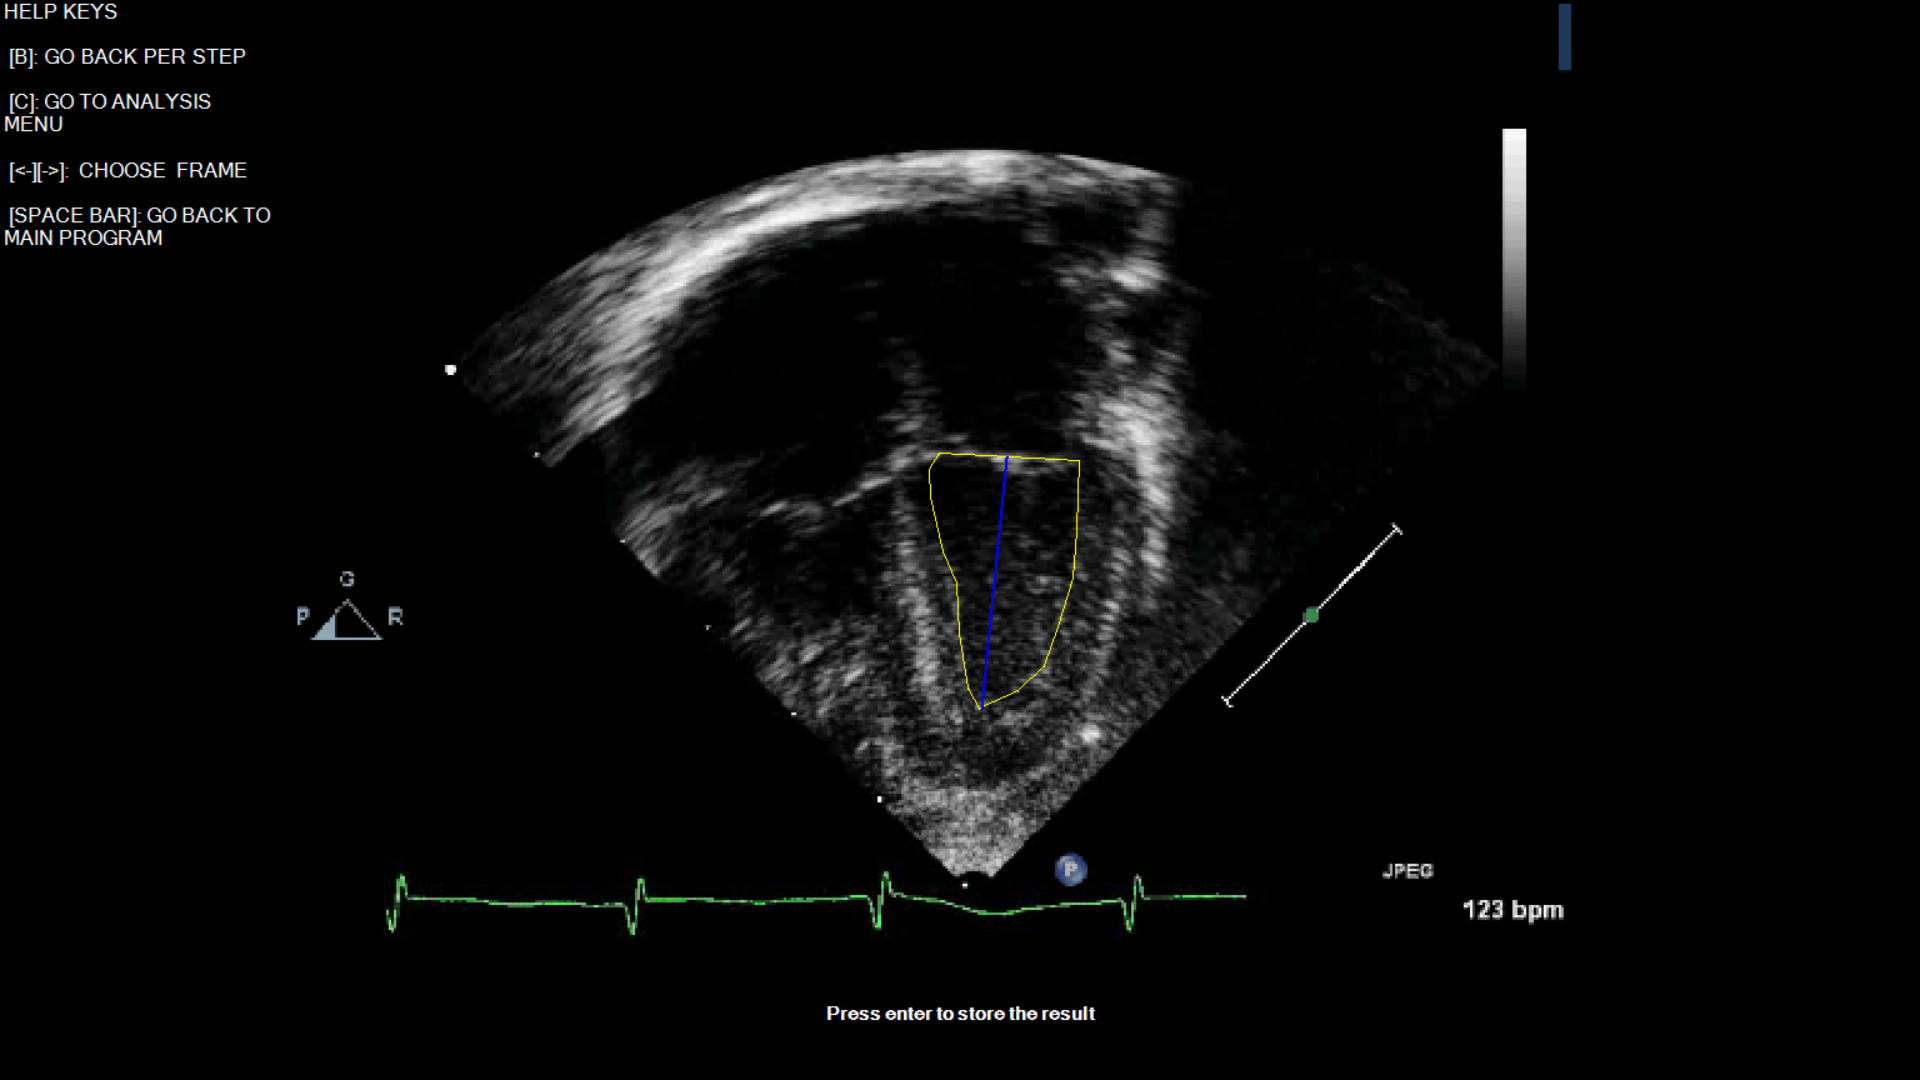 HELP KEYS
[B]: GO BACK PER STEP
[C]: GO TO ANALYSIS
MENU
[<-][->]: CHOOSE FRAME
[SPACE BAR]: GO BACK TO
MAIN PROGRAM
G
P R
P
JPEG
123 bpm
Press enter to store the result